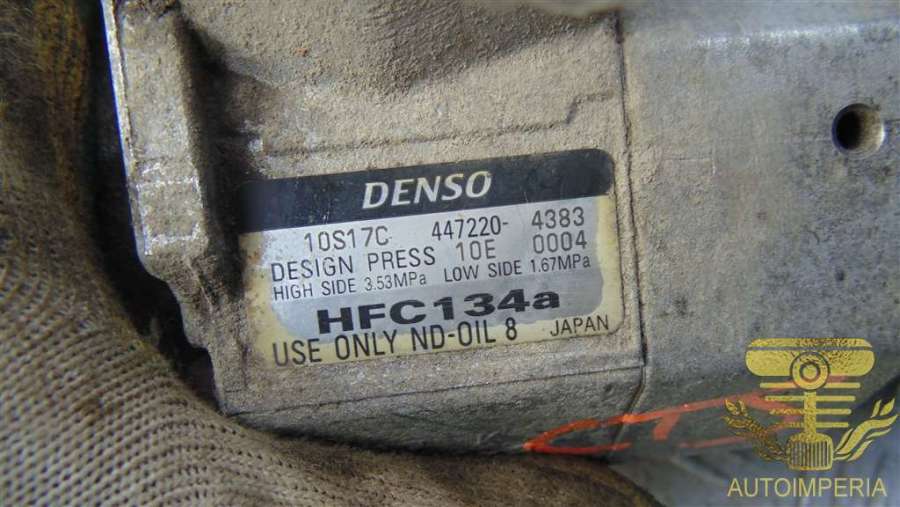 DENSO
10S17C 447220-4383
DESIGN PRESS 10E 0004
HIGH SIDE 3.53MPa LOW SIDE 1.67MPa
HFC134a
USE ONLY ND-OIL 8 JAPAN
AUTOIMPERIA